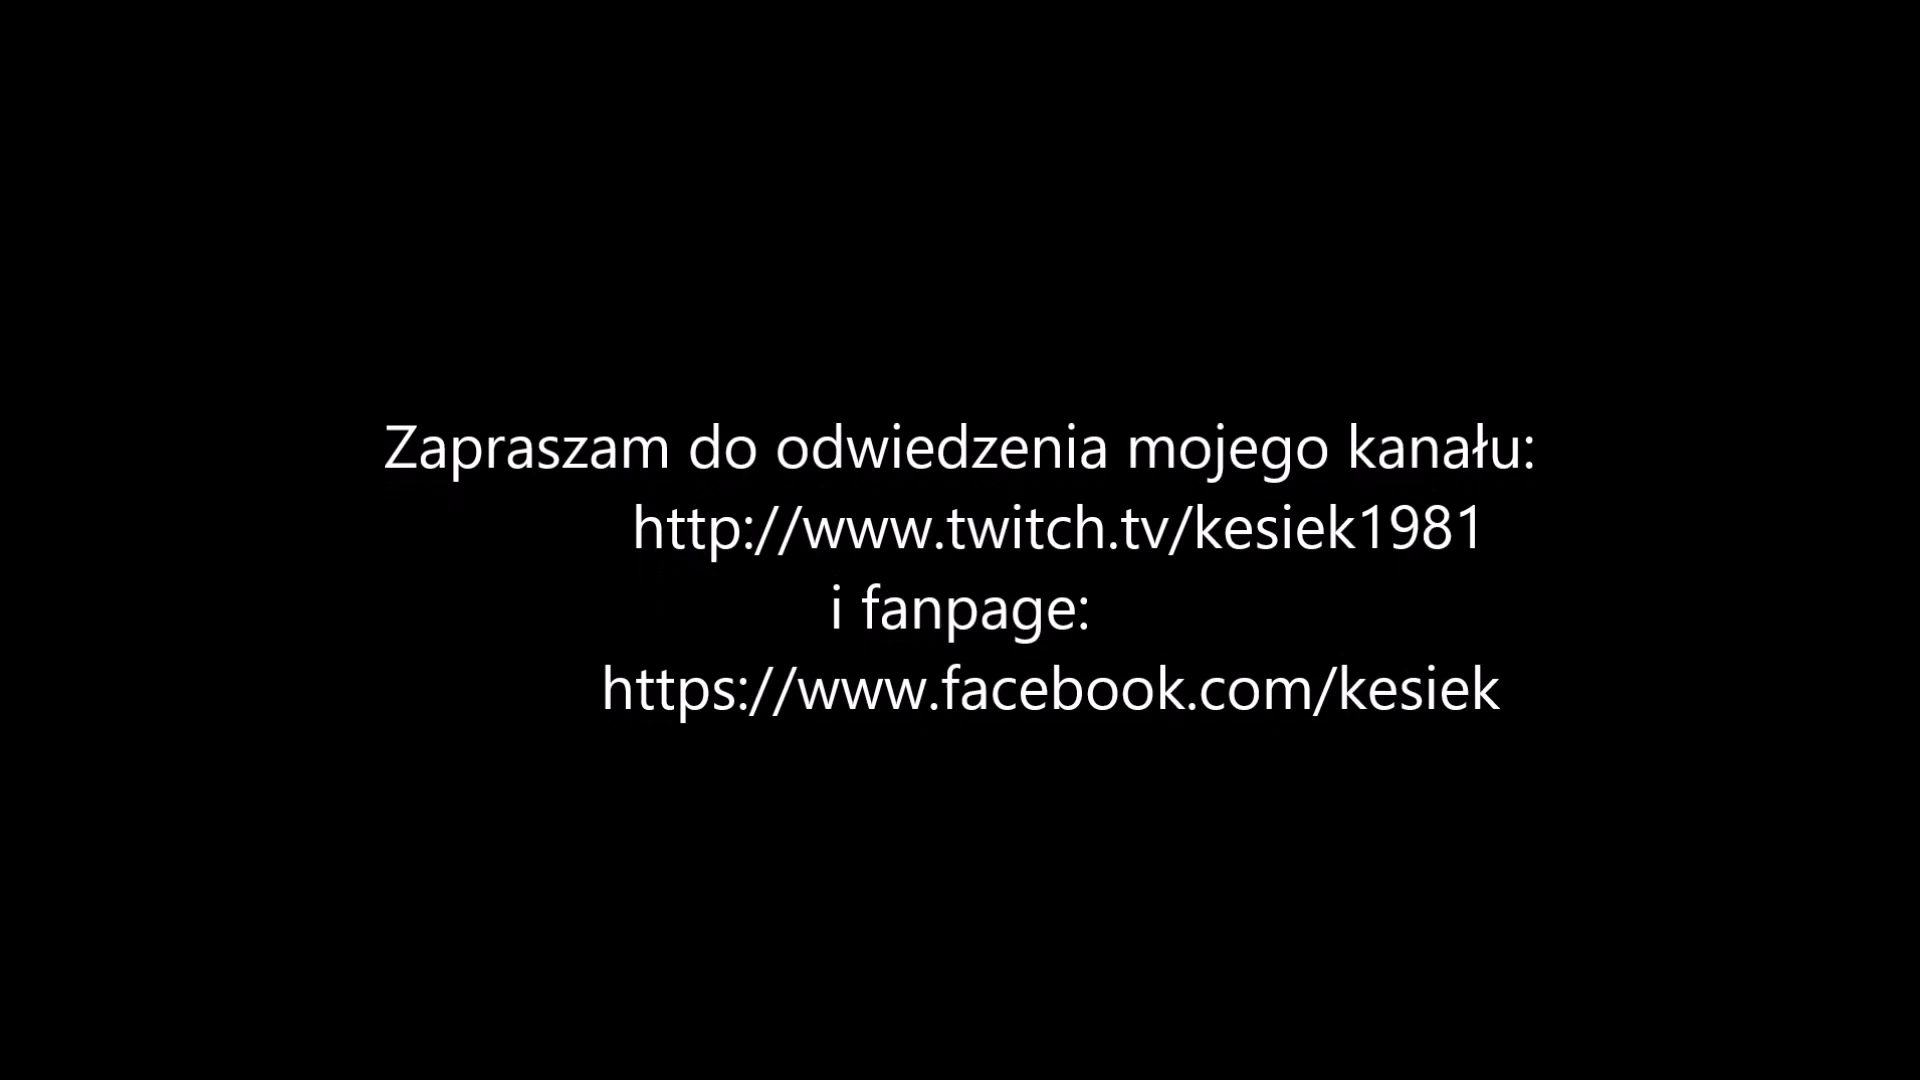 Zapraszam do odwiedzenia mojego kanału:
http://www.twitch.tv/kesiek1981
i fanpage:
https://www.facebook.com/kesiek